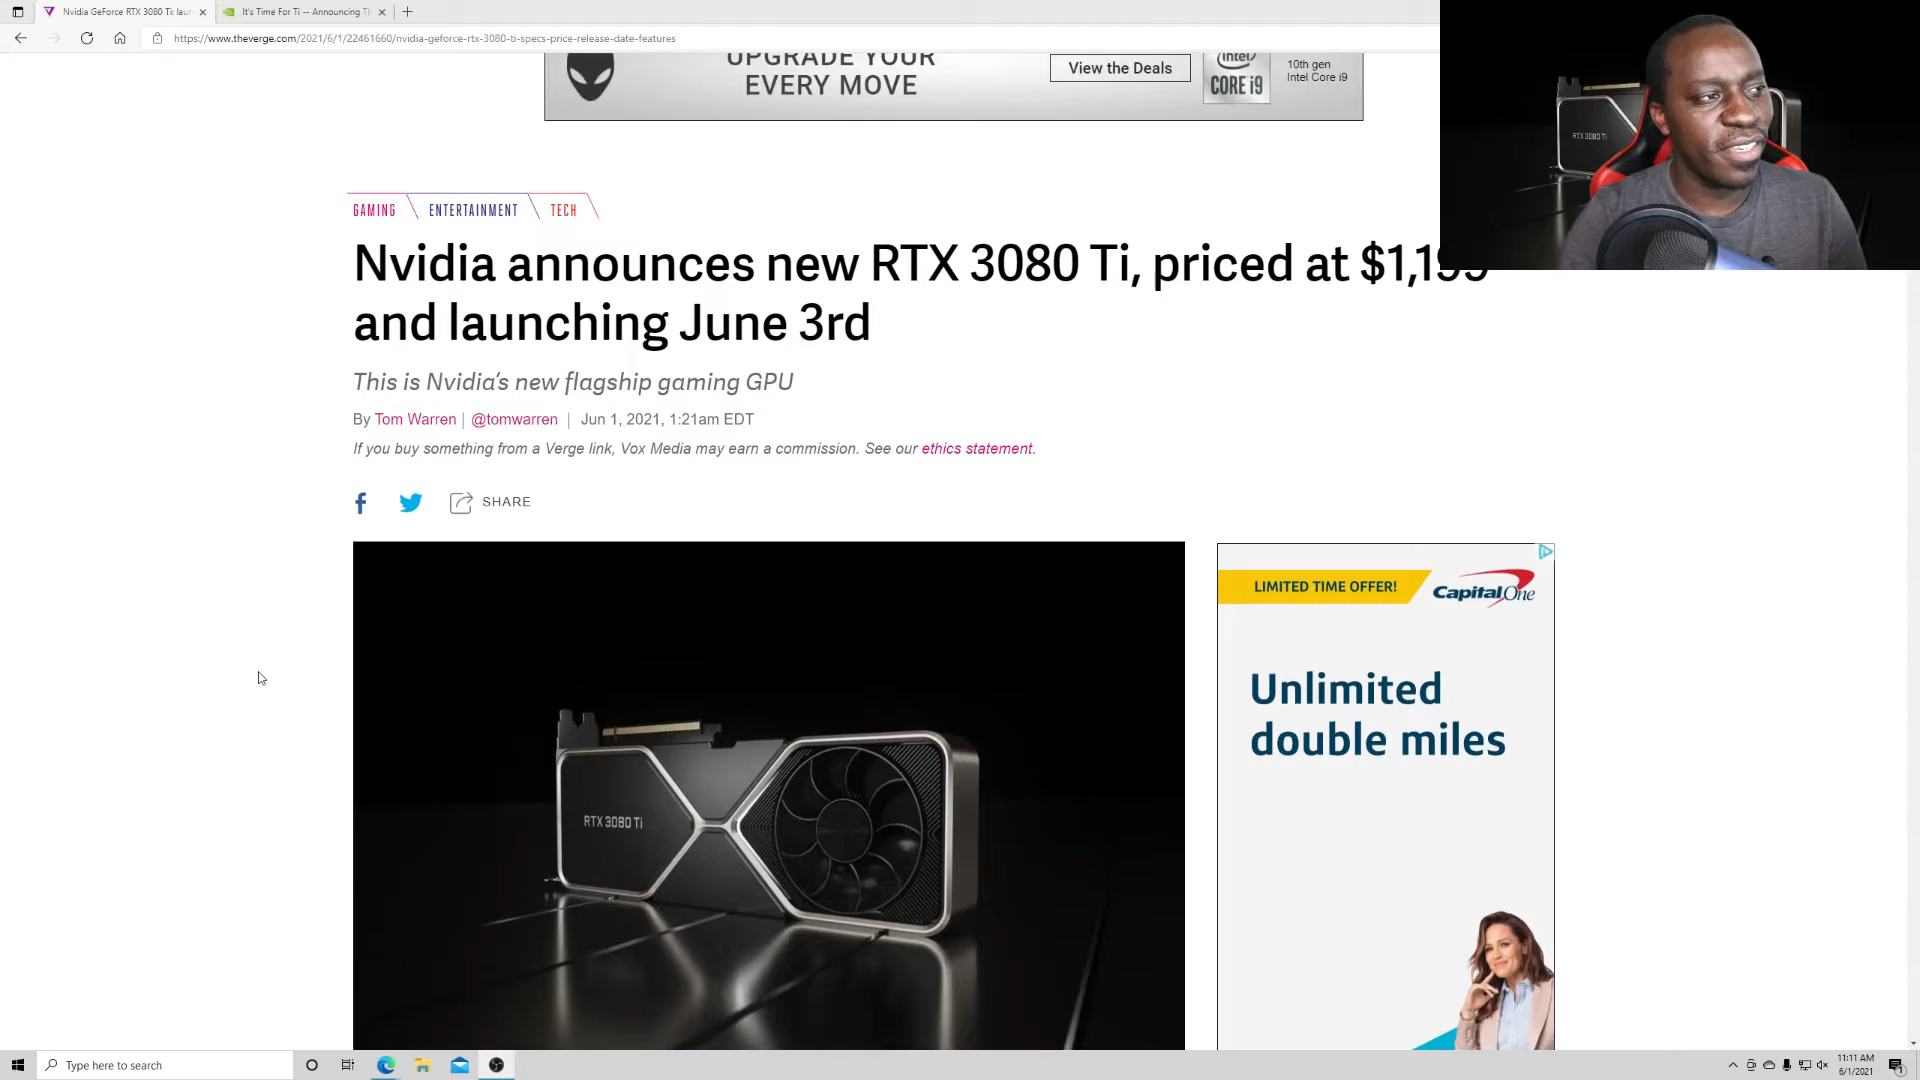 Nvidia GeForce RTX 3080 Ti: laun
It's Time For Ti -- Announcing Th
https://www.theverge.com/2021/6/1/22461660/nvidia-geforce-rtx-3080-ti-specs-price-release-date-features
UPGRADE YOUR
EVERY MOVE
View the Deals
intel
CORE i9
10th gen
Intel Core i9
RTX 3080 Ti
GAMING
ENTERTAINMENT
TECH
Nvidia announces new RTX 3080 Ti, priced at $1,199
and launching June 3rd
This is Nvidia's new flagship gaming GPU
By Tom Warren | @tomwarren | Jun 1, 2021, 1:21am EDT
If you buy something from a Verge link, Vox Media may earn a commission. See our ethics statement.
SHARE
RTX 3080 Ti
LIMITED TIME OFFER!
Capital One
Unlimited
double miles
Type here to search
11:11 AM
6/1/2021